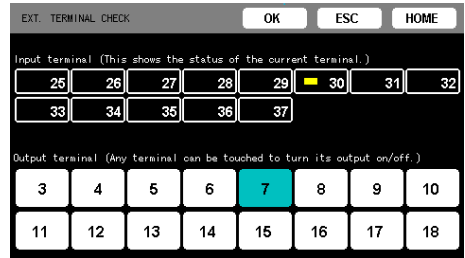 EXT. TERMINAL CHECK OK ESC HOME
Input terminal (This shows the status of the current terminal.)
25 26 27 28 29 30 31 32
33 34 35 36 37
Output terminal (Any terminal can be touched to turn its output on/off.)
3 4 5 6 7 8 9 10
11 12 13 14 15 16 17 18